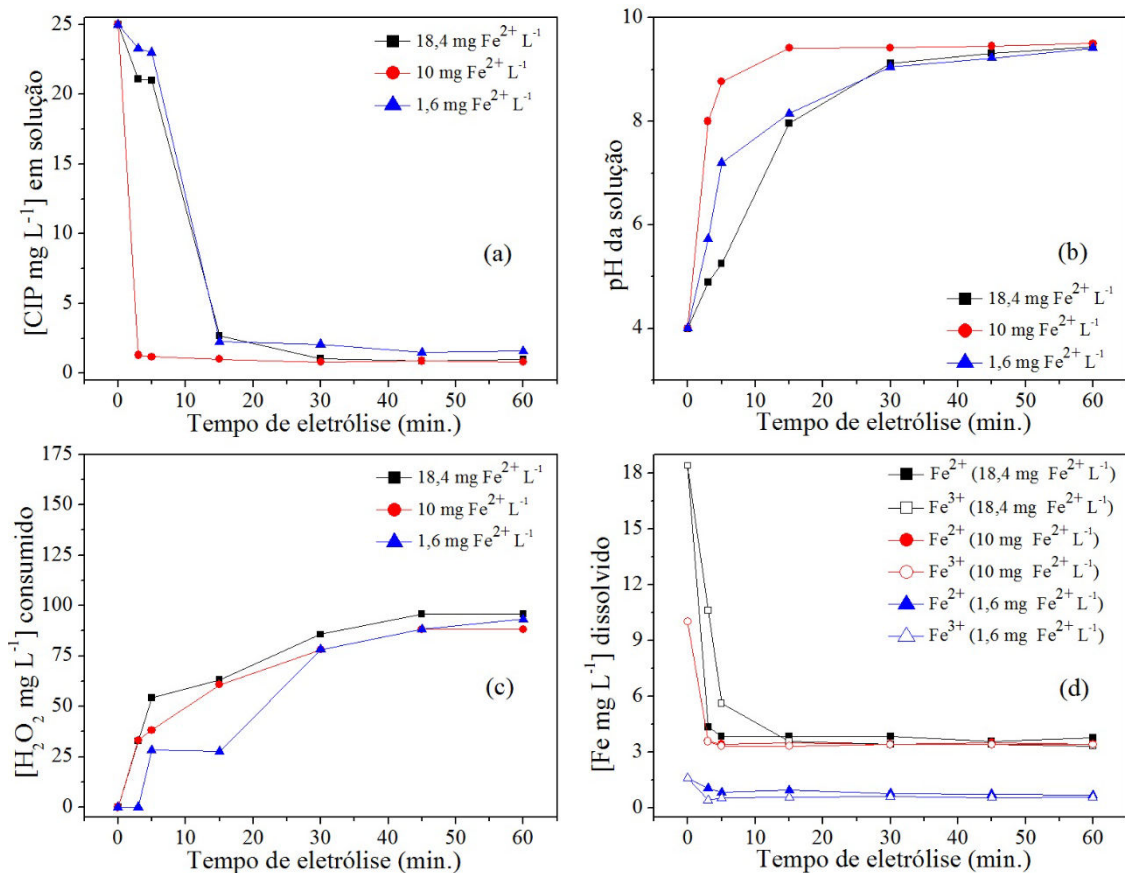 25
20
15
10
5
0
[CIP mg L⁻¹] em solução
18,4 mg Fe²⁺ L⁻¹
10 mg Fe²⁺ L⁻¹
1,6 mg Fe²⁺ L⁻¹
(a)
0 10 20 30 40 50 60
Tempo de eletrólise (min.)
10
8
6
4
pH da solução
(b)
18,4 mg Fe²⁺ L⁻¹
10 mg Fe²⁺ L⁻¹
1,6 mg Fe²⁺ L⁻¹
0 10 20 30 40 50 60
Tempo de eletrólise (min.)
175
150
125
100
75
50
25
0
[H₂O₂ mg L⁻¹] consumido
18,4 mg Fe²⁺ L⁻¹
10 mg Fe²⁺ L⁻¹
1,6 mg Fe²⁺ L⁻¹
(c)
0 10 20 30 40 50 60
Tempo de eletrólise (min.)
18
15
12
9
6
3
0
[Fe mg L⁻¹] dissolvido
Fe²⁺ (18,4 mg Fe²⁺ L⁻¹)
Fe³⁺ (18,4 mg Fe²⁺ L⁻¹)
Fe²⁺ (10 mg Fe²⁺ L⁻¹)
Fe³⁺ (10 mg Fe²⁺ L⁻¹)
Fe²⁺ (1,6 mg Fe²⁺ L⁻¹)
Fe³⁺ (1,6 mg Fe²⁺ L⁻¹)
(d)
0 10 20 30 40 50 60
Tempo de eletrólise (min.)